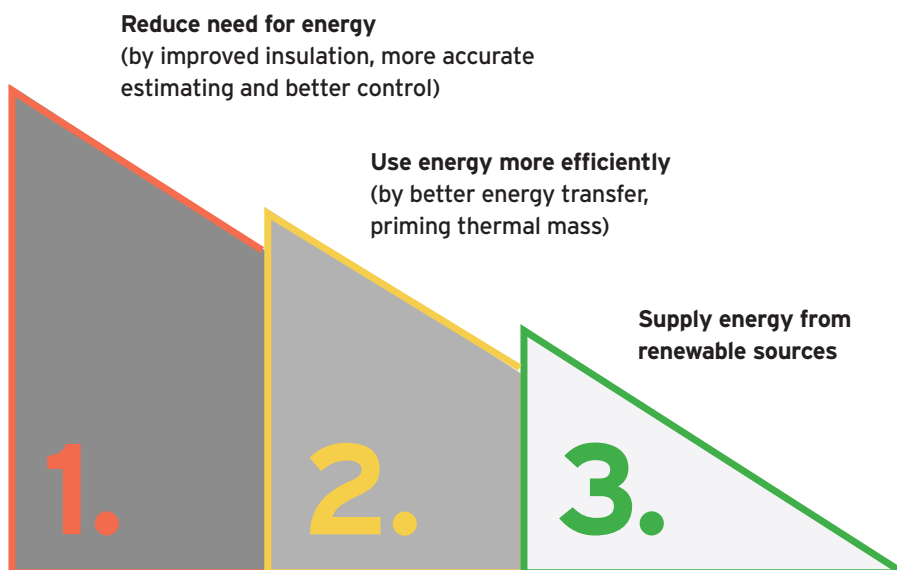 Reduce need for energy
(by improved insulation, more accurate
estimating and better control)
Use energy more efficiently
(by better energy transfer,
priming thermal mass)
Supply energy from
renewable sources
1.
2.
3.